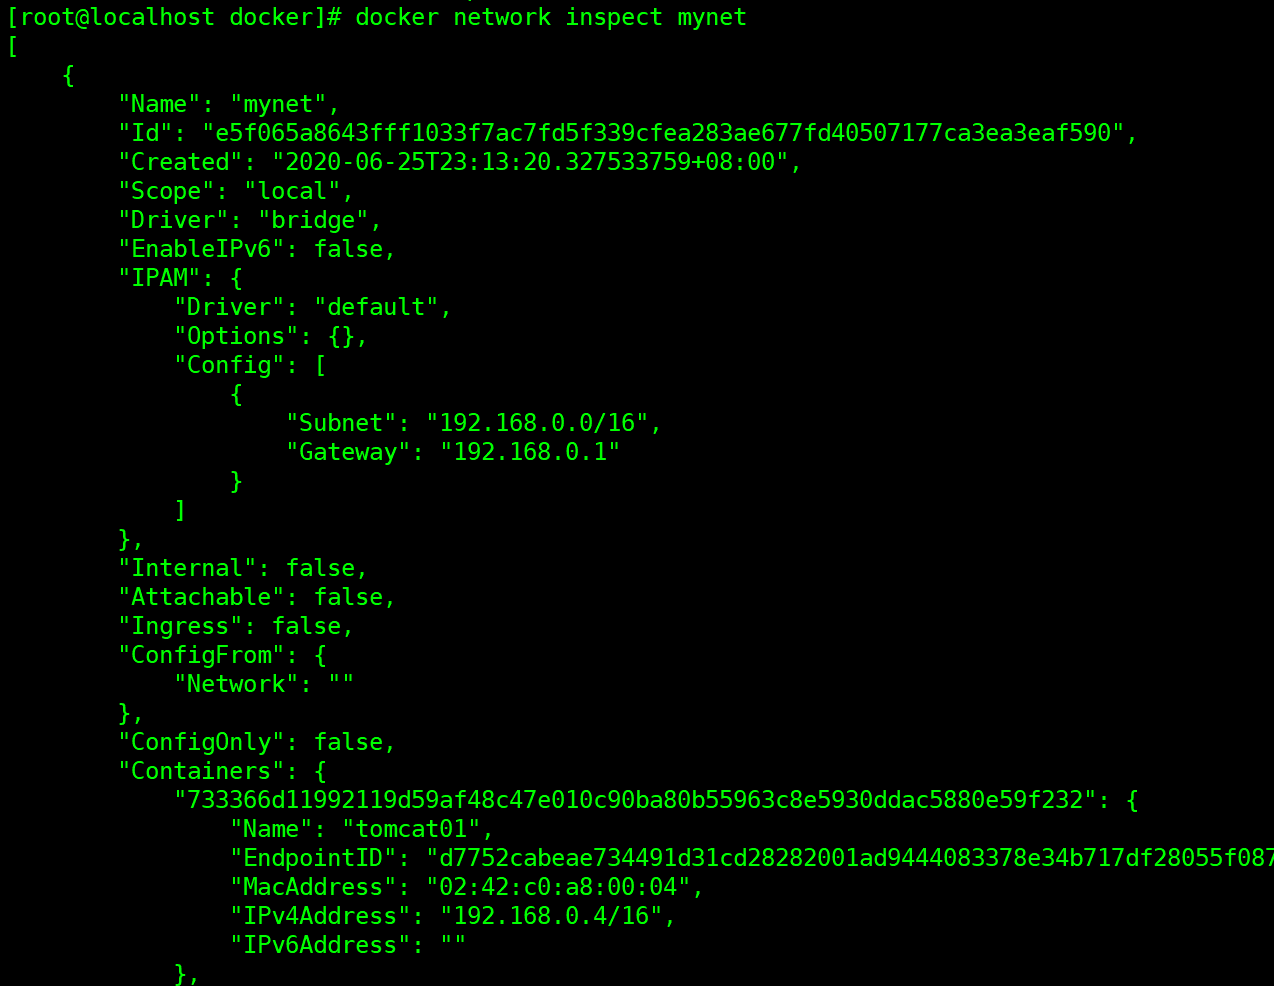 [root@localhost docker]# docker network inspect mynet
[
    {
        "Name": "mynet",
        "Id": "e5f065a8643fff1033f7ac7fd5f339cfea283ae677fd40507177ca3ea3eaf590",
        "Created": "2020-06-25T23:13:20.327533759+08:00",
        "Scope": "local",
        "Driver": "bridge",
        "EnableIPv6": false,
        "IPAM": {
            "Driver": "default",
            "Options": {},
            "Config": [
                {
                    "Subnet": "192.168.0.0/16",
                    "Gateway": "192.168.0.1"
                }
            ]
        },
        "Internal": false,
        "Attachable": false,
        "Ingress": false,
        "ConfigFrom": {
            "Network": ""
        },
        "ConfigOnly": false,
        "Containers": {
            "733366d11992119d59af48c47e010c90ba80b55963c8e5930ddac5880e59f232": {
                "Name": "tomcat01",
                "EndpointID": "d7752cabeae734491d31cd28282001ad9444083378e34b717df28055f087
                "MacAddress": "02:42:c0:a8:00:04",
                "IPv4Address": "192.168.0.4/16",
                "IPv6Address": ""
            },